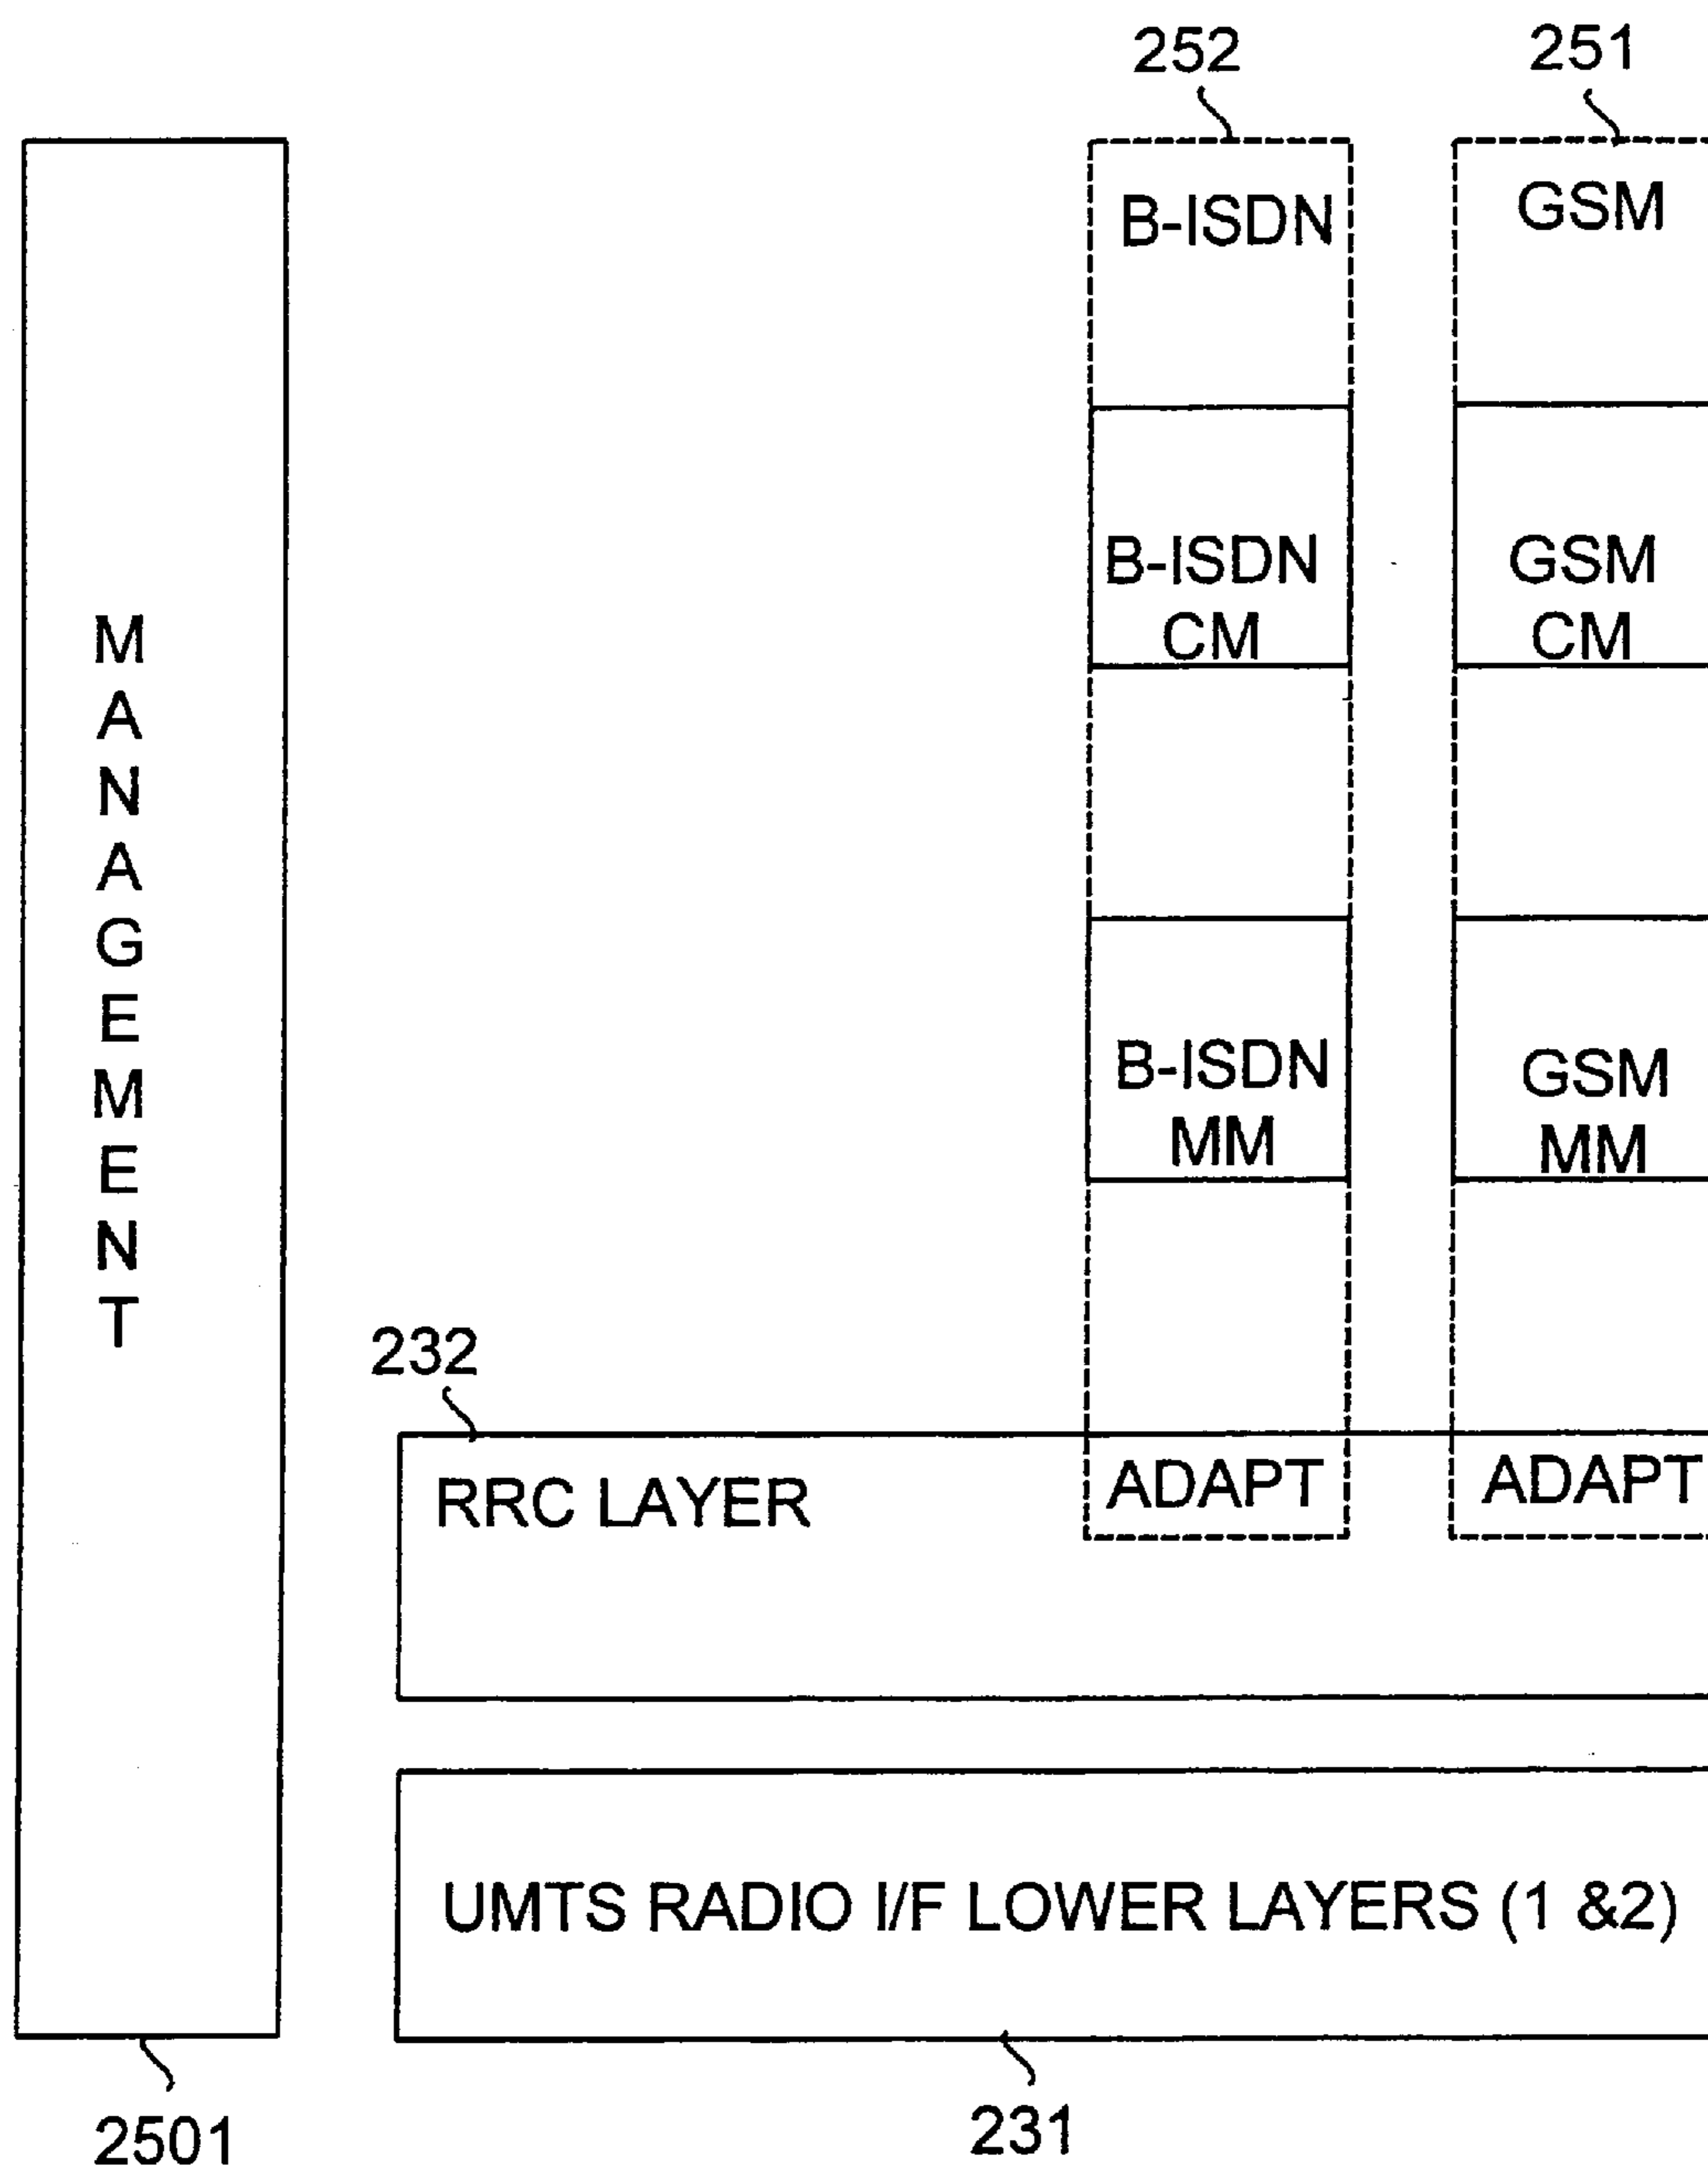 252
251
B-ISDN
GSM
B-ISDN
CM
GSM
CM
MANAGEMENT
B-ISDN
MM
GSM
MM
232
RRC LAYER
ADAPT
ADAPT
UMTS RADIO I/F LOWER LAYERS (1 &2)
2501
231